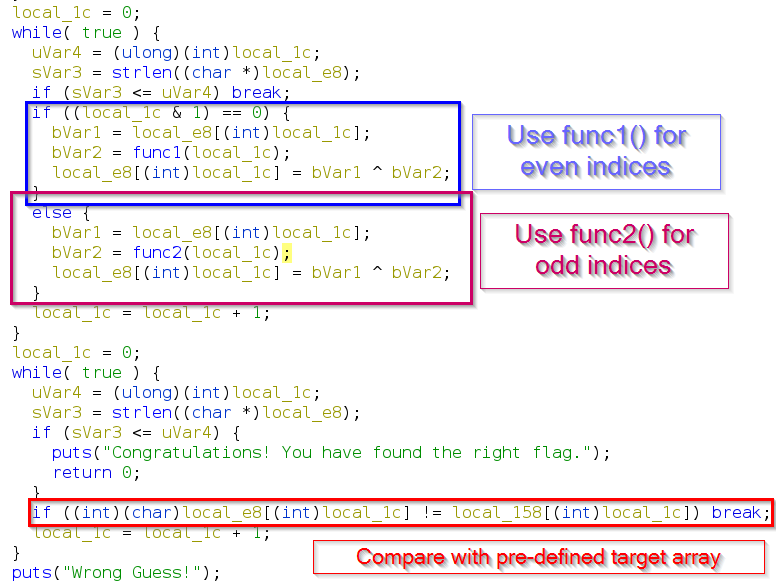 local_1c = 0;
while( true ) {
uVar4 = (ulong)(int)local_1c;
sVar3 = strlen((char *)local_e8);
if (sVar3 <= uVar4) break;
if ((local_1c & 1) == 0) {
bVar1 = local_e8[(int)local_1c];
bVar2 = func1(local_1c);
local_e8[(int)local_1c] = bVar1 ^ bVar2;
}
Use func1() for
even indices
else {
bVar1 = local_e8[(int)local_1c];
bVar2 = func2(local_1c);
local_e8[(int)local_1c] = bVar1 ^ bVar2;
}
Use func2() for
odd indices
local_1c = local_1c + 1;
}
local_1c = 0;
while( true ) {
uVar4 = (ulong)(int)local_1c;
sVar3 = strlen((char *)local_e8);
if (sVar3 <= uVar4) {
puts("Congratulations! You have found the right flag.");
return 0;
}
if ((int)(char)local_e8[(int)local_1c] != local_158[(int)local_1c]) break;
local_1c = local_1c + 1;
}
Compare with pre-defined target array
puts("Wrong Guess!");